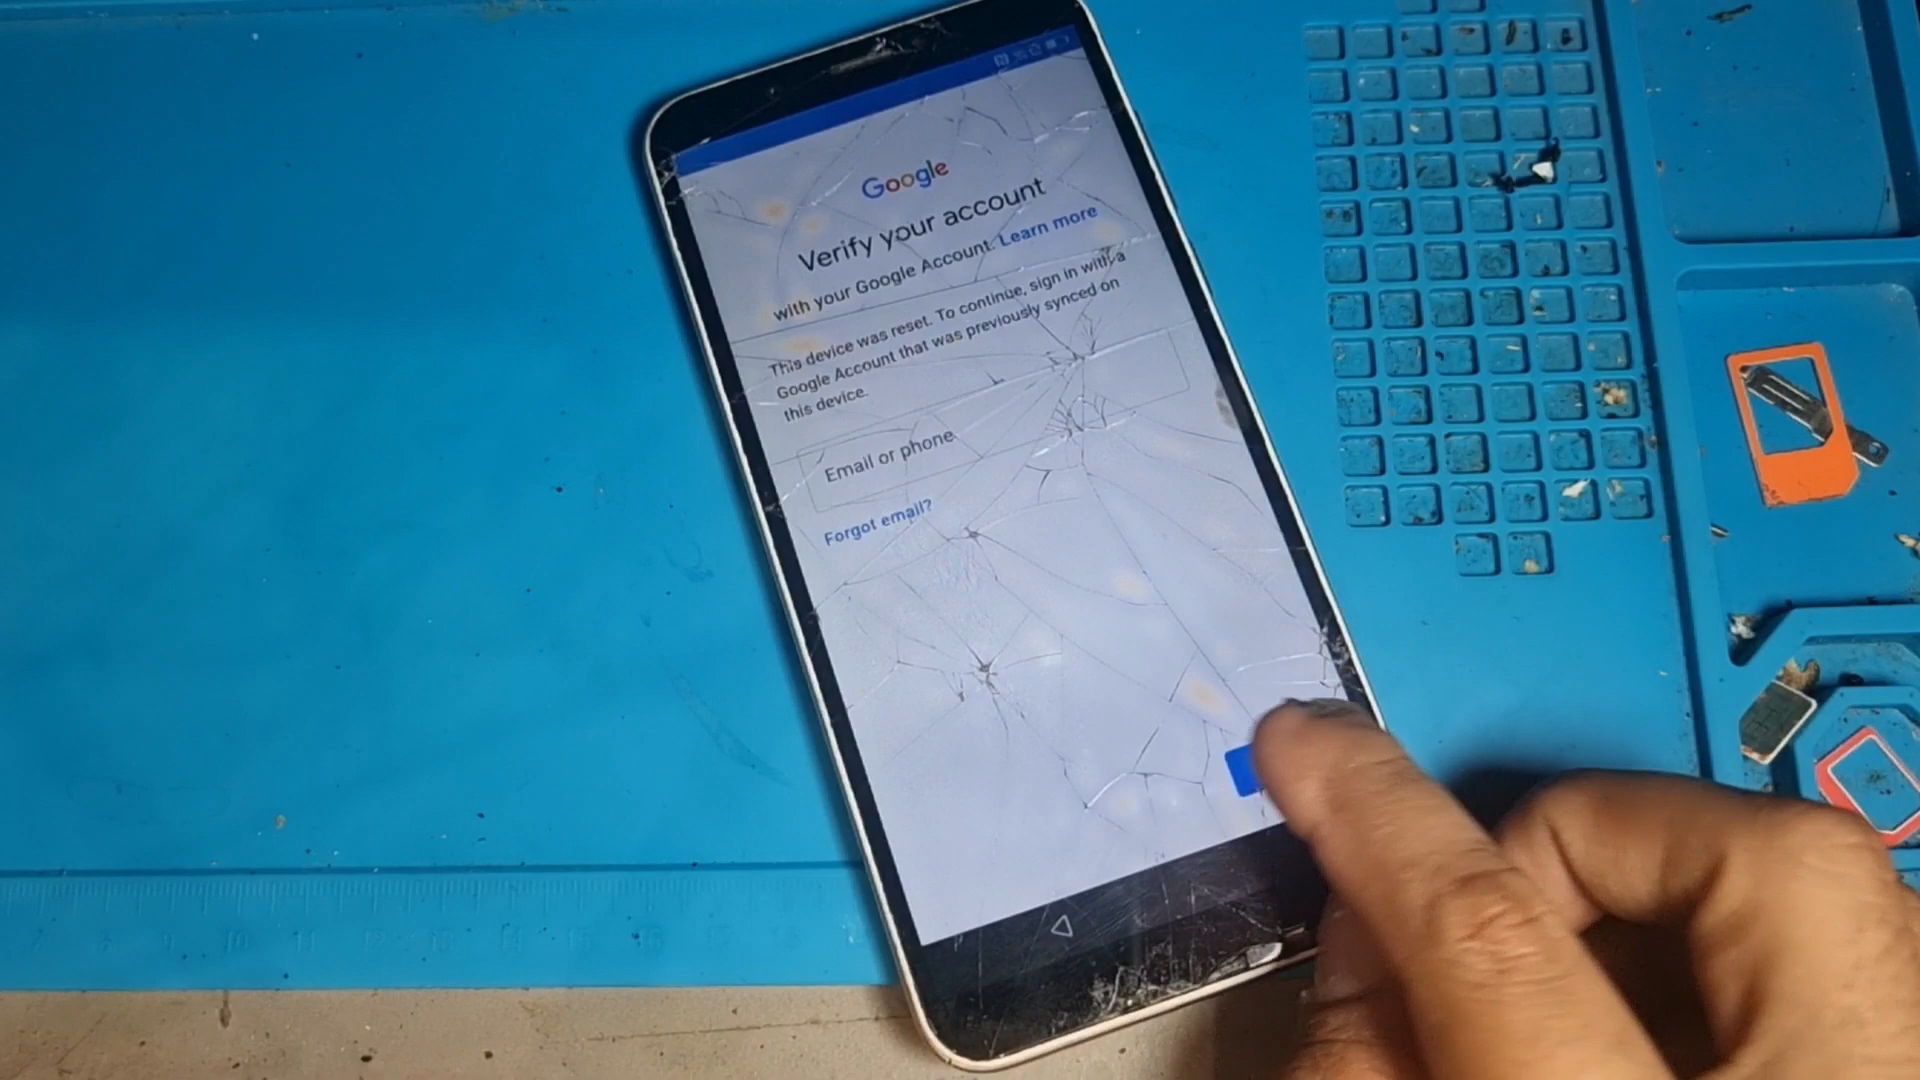 Google
Verify your account
with your Google Account. Learn more
This device was reset. To continue, sign in with a
Google Account that was previously synced on
this device.
Email or phone
Forgot email?